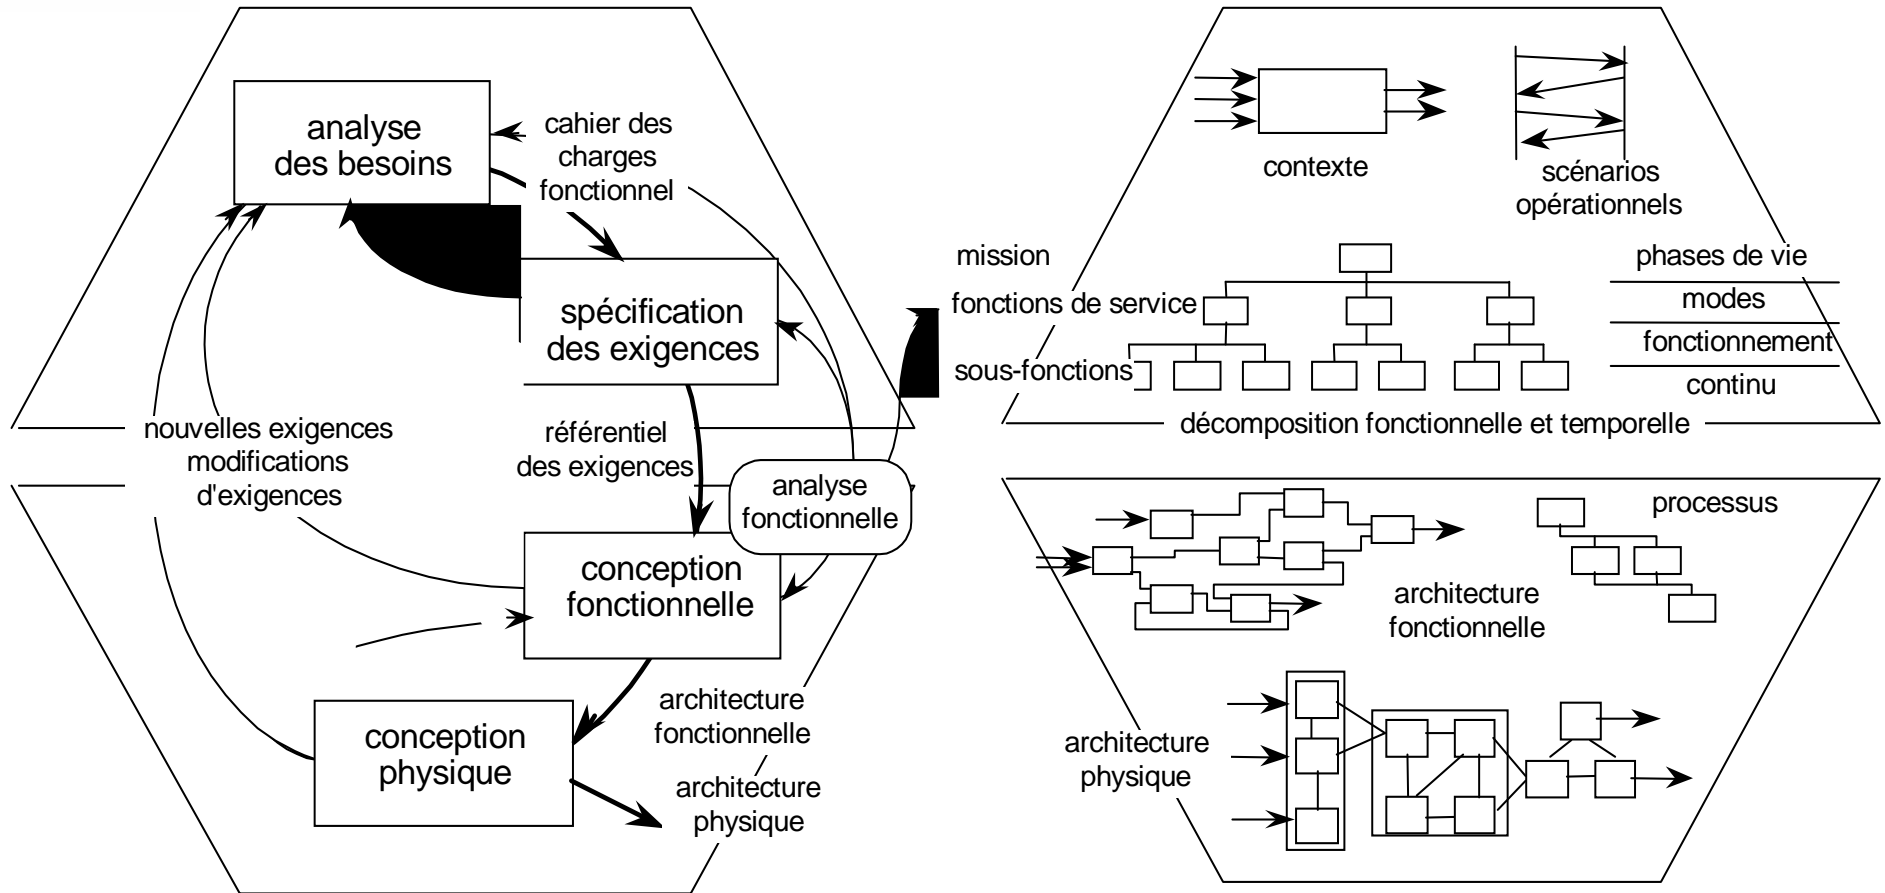 analyse
des besoins
cahier des
charges
fonctionnel
spécification
des exigences
nouvelles exigences
modifications
d'exigences
référentiel
des exigences
analyse
fonctionnelle
conception
fonctionnelle
architecture
fonctionnelle
conception
physique
architecture
physique
contexte
scénarios
opérationnels
mission
fonctions de service
sous-fonctions
phases de vie
modes
fonctionnement
continu
décomposition fonctionnelle et temporelle
processus
architecture
fonctionnelle
architecture
physique